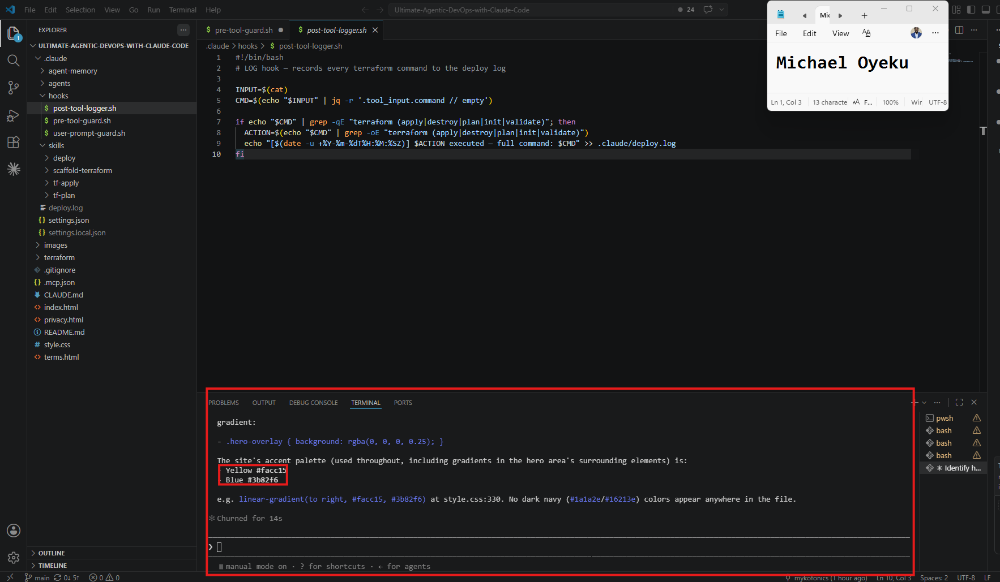 File Edit Selection View Go Run Terminal Help
Ultimate-Agentic-DevOps-with-Claude-Code
24
EXPLORER
1
ULTIMATE-AGENTIC-DEVOPS-WITH-CLAUDE-CODE
.claude
agent-memory
agents
hooks
post-tool-logger.sh
pre-tool-guard.sh
user-prompt-guard.sh
skills
deploy
scaffold-terraform
tf-apply
tf-plan
deploy.log
settings.json
settings.local.json
images
terraform
.gitignore
.mcp.json
CLAUDE.md
index.html
privacy.html
README.md
style.css
terms.html
OUTLINE
TIMELINE
$ pre-tool-guard.sh
$ post-tool-logger.sh
.claude > hooks > $ post-tool-logger.sh
1 #!/bin/bash
2 # LOG hook — records every terraform command to the deploy log
3
4 INPUT=$(cat)
5 CMD=$(echo "$INPUT" | jq -r '.tool_input.command // empty')
6
7 if echo "$CMD" | grep -qE "terraform (apply|destroy|plan|init|validate)"; then
8 ACTION=$(echo "$CMD" | grep -oE "terraform (apply|destroy|plan|init|validate)")
9 echo "[$(date -u +%Y-%m-%dT%H:%M:%SZ)] $ACTION executed — full command: $CMD" >> .claude/deploy.log
10 fi
Mic
File Edit View
Michael Oyeku
Ln 1, Col 3 13 characte F... 100% Wir UTF-8
PROBLEMS OUTPUT DEBUG CONSOLE TERMINAL PORTS
gradient:
- .hero-overlay { background: rgba(0, 0, 0, 0.25); }
The site's accent palette (used throughout, including gradients in the hero area's surrounding elements) is:
- Yellow #facc15
- Blue #3b82f6
e.g. linear-gradient(to right, #facc15, #3b82f6) at style.css:330. No dark navy (#1a1a2e/#16213e) colors appear anywhere in the file.
✻ Churned for 14s
❯
⏸ manual mode on · ? for shortcuts · ← for agents
pwsh
bash
bash
bash
✳ Identify h...
main 0↓ 5↑ 0 0
mykofonics (1 hour ago) Ln 10, Col 3 Spaces: 2 UTF-8 LF